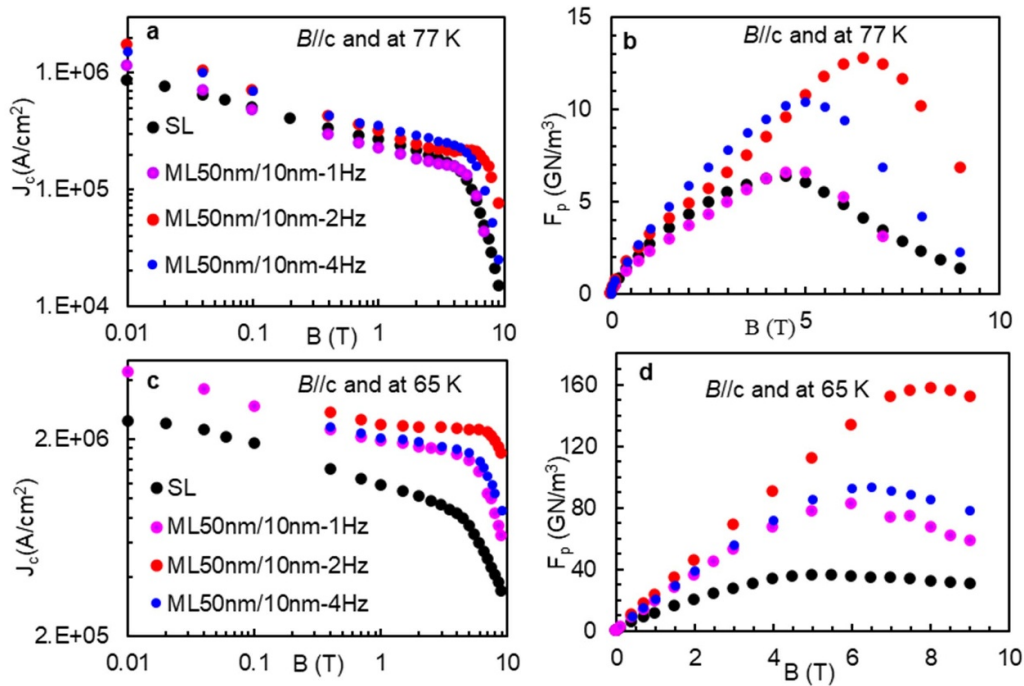 a
B//c and at 77 K
1.E+06
1.E+05
1.E+04
Jc(A/cm2)
SL
ML50nm/10nm-1Hz
ML50nm/10nm-2Hz
ML50nm/10nm-4Hz
0.01 0.1 1 10
B (T)
b
B//c and at 77 K
15
10
5
0
Fp (GN/m3)
0 5 10
B (T)
c
B//c and at 65 K
2.E+06
2.E+05
Jc(A/cm2)
SL
ML50nm/10nm-1Hz
ML50nm/10nm-2Hz
ML50nm/10nm-4Hz
0.01 0.1 1 10
B (T)
d
B//c and at 65 K
160
120
80
40
0
Fp (GN/m3)
0 2 4 6 8 10
B (T)